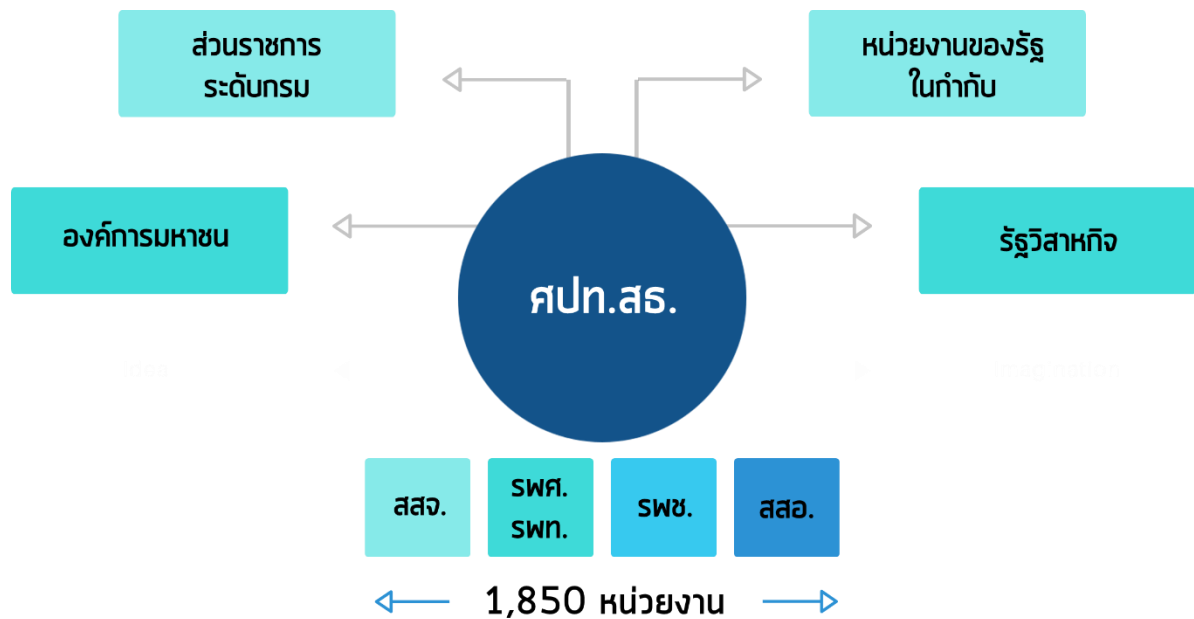 ส่วนราชการ
ระดับกรม
หน่วยงานของรัฐ
ในกำกับ
องค์การมหาชน
รัฐวิสาหกิจ
ศปท.สธ.
สสจ.
รพศ.
รพท.
รพช.
สสอ.
1,850 หน่วยงาน